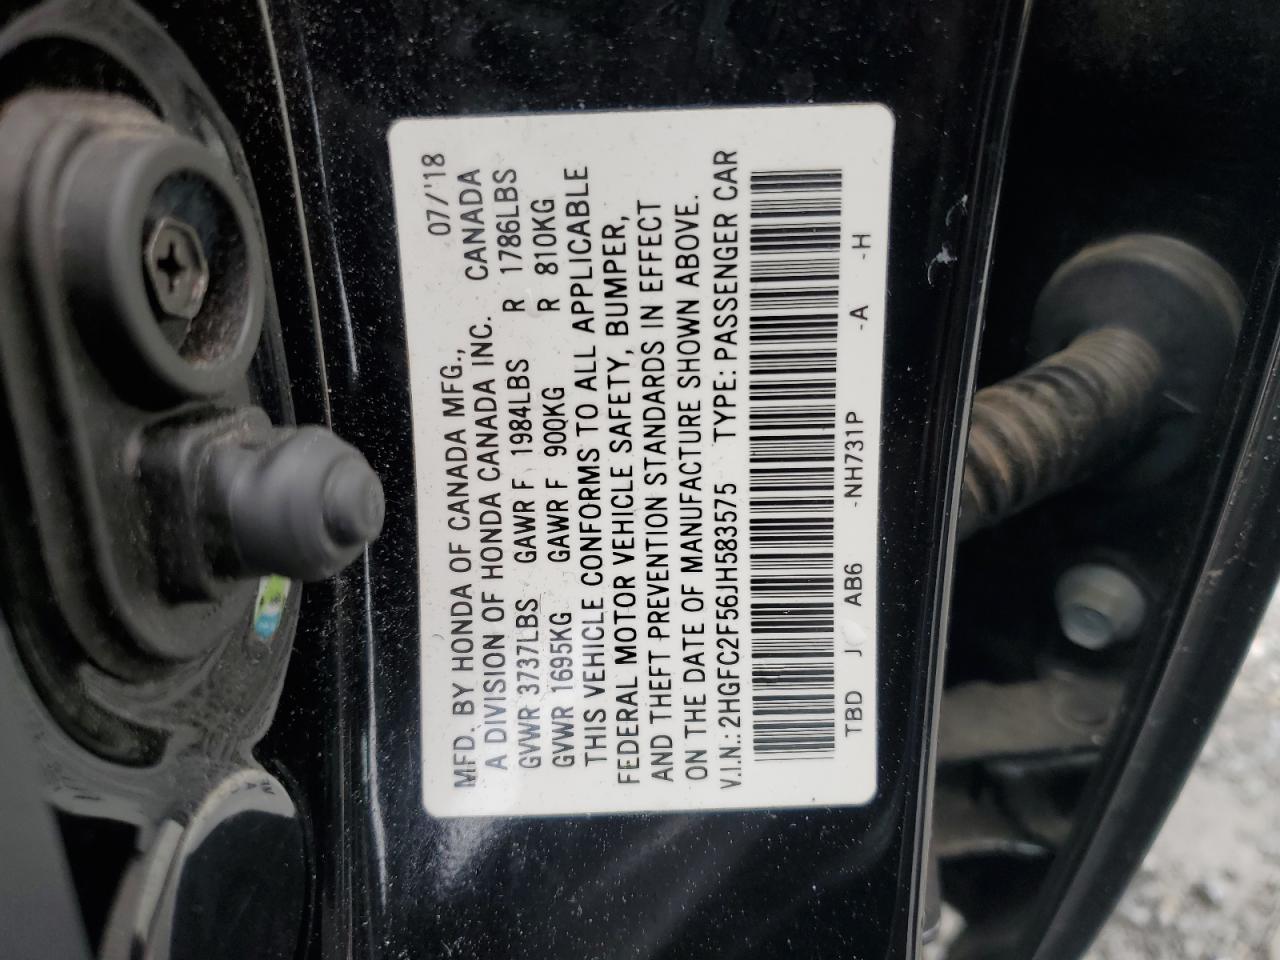 MFD. BY HONDA OF CANADA MFG., 07/'18
A DIVISION OF HONDA CANADA INC. CANADA
GVWR 3737LBS GAWR F 1984LBS R 1786LBS
GVWR 1695KG GAWR F 900KG R 810KG
THIS VEHICLE CONFORMS TO ALL APPLICABLE
FEDERAL MOTOR VEHICLE SAFETY, BUMPER,
AND THEFT PREVENTION STANDARDS IN EFFECT
ON THE DATE OF MANUFACTURE SHOWN ABOVE.
V.I.N.: 2HGFC2F56JH583575 TYPE: PASSENGER CAR
TBD AB6 -NH731P -A -H